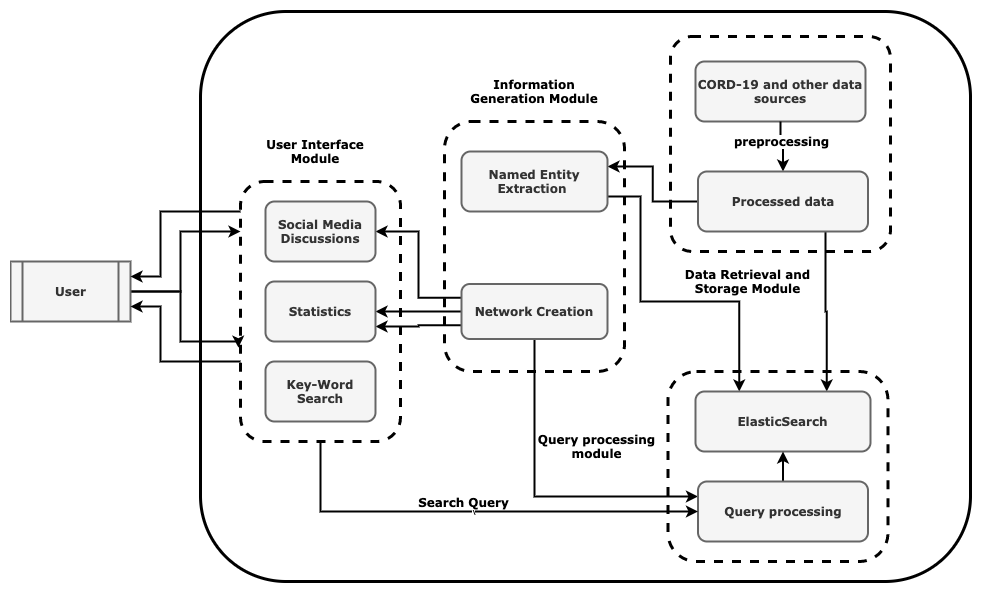 Information
Generation Module
CORD-19 and other data
sources
preprocessing
User Interface
Module
Named Entity
Extraction
Processed data
Social Media
Discussions
Data Retrieval and
Storage Module
User
Statistics
Network Creation
Key-Word
Search
ElasticSearch
Query processing
module
Search Query
Query processing